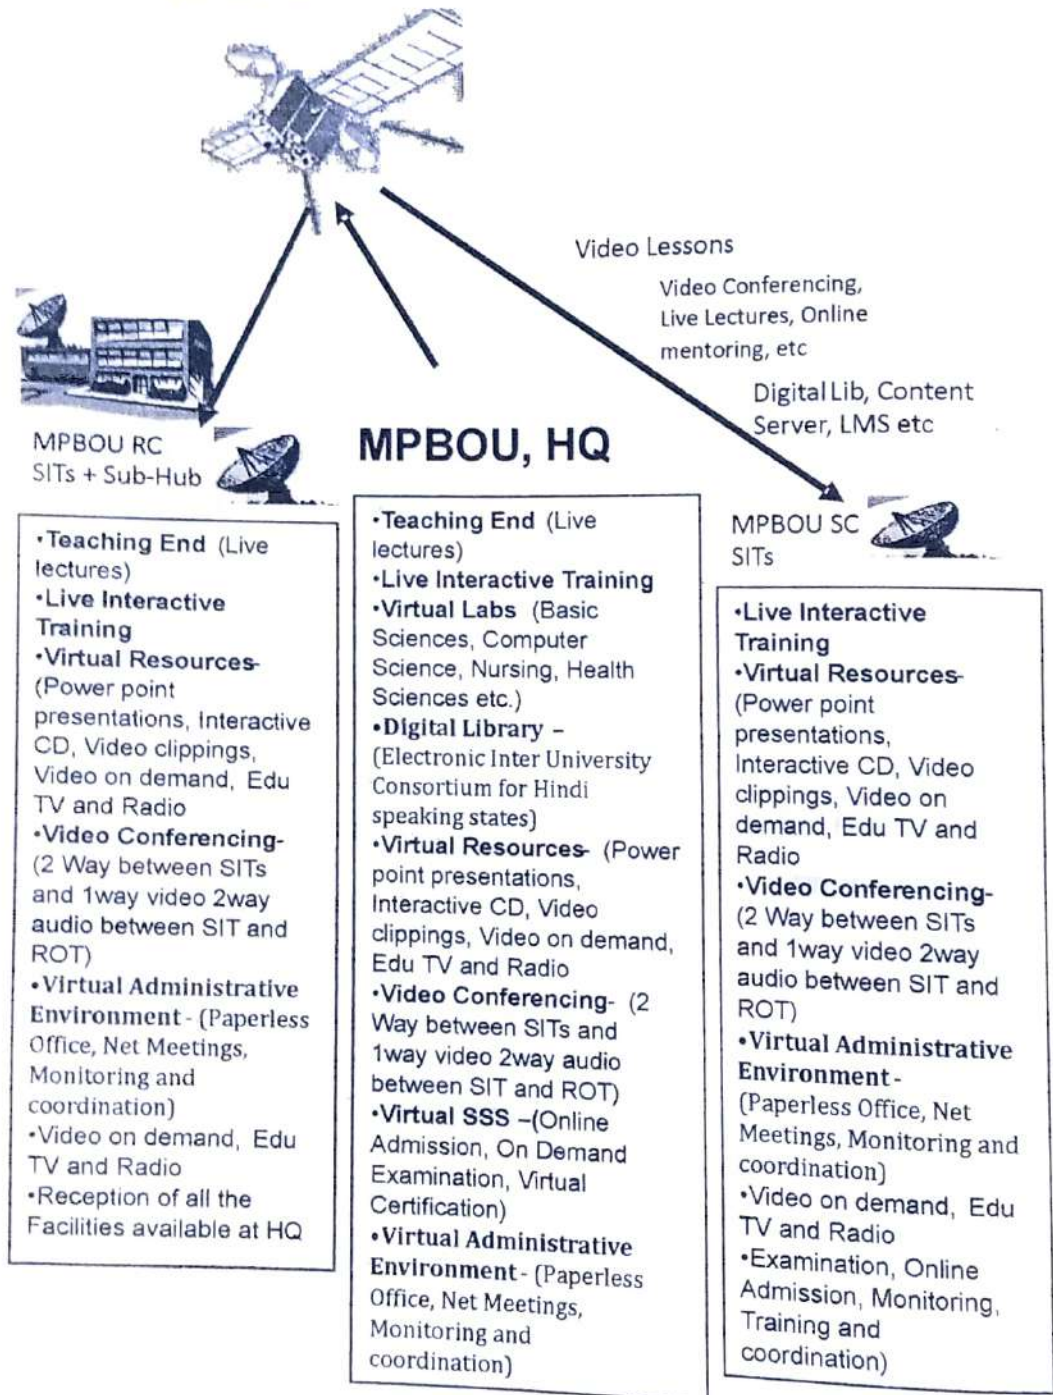 Video Lessons
Video Conferencing,
Live Lectures, Online
mentoring, etc
Digital Lib, Content
Server, LMS etc
MPBOU RC
SITs + Sub-Hub
MPBOU, HQ
MPBOU SC
SITs
•Teaching End (Live
lectures)
•Live Interactive
Training
•Virtual Resources-
(Power point
presentations, Interactive
CD, Video clippings,
Video on demand, Edu
TV and Radio
•Video Conferencing-
(2 Way between SITs
and 1way video 2way
audio between SIT and
ROT)
•Virtual Administrative
Environment - (Paperless
Office, Net Meetings,
Monitoring and
coordination)
•Video on demand, Edu
TV and Radio
•Reception of all the
Facilities available at HQ
•Teaching End (Live
lectures)
•Live Interactive Training
•Virtual Labs (Basic
Sciences, Computer
Science, Nursing, Health
Sciences etc.)
•Digital Library –
(Electronic Inter University
Consortium for Hindi
speaking states)
•Virtual Resources- (Power
point presentations,
Interactive CD, Video
clippings, Video on demand,
Edu TV and Radio
•Video Conferencing- (2
Way between SITs and
1way video 2way audio
between SIT and ROT)
•Virtual SSS –(Online
Admission, On Demand
Examination, Virtual
Certification)
•Virtual Administrative
Environment - (Paperless
Office, Net Meetings,
Monitoring and
coordination)
•Live Interactive
Training
•Virtual Resources-
(Power point
presentations,
Interactive CD, Video
clippings, Video on
demand, Edu TV and
Radio
•Video Conferencing-
(2 Way between SITs
and 1way video 2way
audio between SIT and
ROT)
•Virtual Administrative
Environment -
(Paperless Office, Net
Meetings, Monitoring and
coordination)
•Video on demand, Edu
TV and Radio
•Examination, Online
Admission, Monitoring,
Training and
coordination)